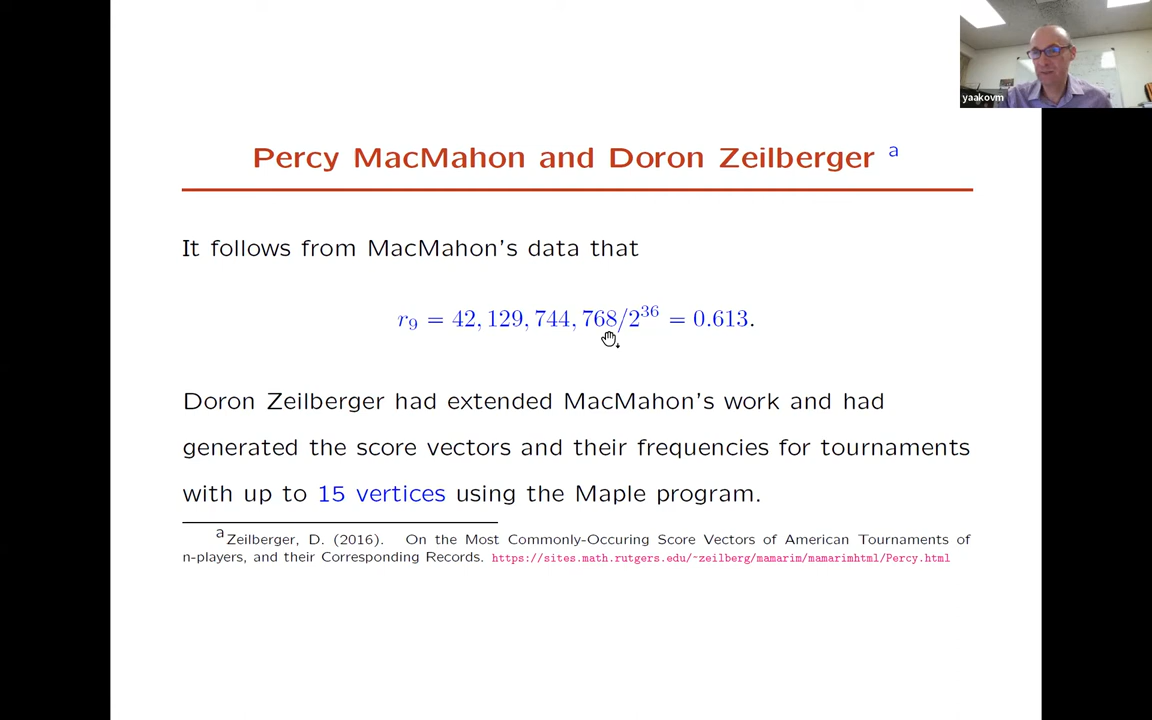 yaakovm
Percy MacMahon and Doron Zeilberger a
It follows from MacMahon's data that
r9 = 42, 129, 744, 768/2^36 = 0.613.
Doron Zeilberger had extended MacMahon's work and had
generated the score vectors and their frequencies for tournaments
with up to 15 vertices using the Maple program.
aZeilberger, D. (2016). On the Most Commonly-Occuring Score Vectors of American Tournaments of
n-players, and their Corresponding Records. https://sites.math.rutgers.edu/~zeilberg/mamarim/mamarimhtml/Percy.html